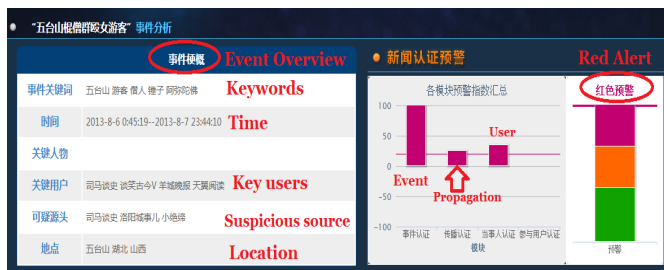 “五台山棍僧群殴女游客” 事件分析
事件梗概 Event Overview
事件关键词 五台山 游客 僧人 锤子 阿弥陀佛 Keywords
时间 2013-8-6 0:45:19--2013-8-7 23:44:10 Time
关键人物
关键用户 司马谈史 谈笑古今V 羊城晚报 天翼阅读 Key users
可疑源头 司马谈史 洛阳城事儿 小绝缔 Suspicious source
地点 五台山 湖北 山西 Location
新闻认证预警 Red Alert
各模块预警指数汇总
100
50
0
-50
-100
User
Event
Propagation
事件认证 传播认证 当事人认证 参与用户认证
模块
红色预警
预警